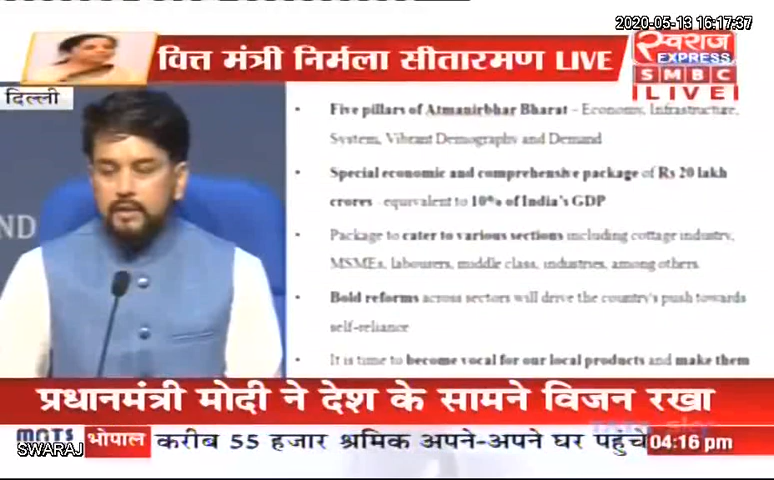 2020-05-13 16:17:37
वित्त मंत्री निर्मला सीतारमण LIVE
स्वराज
EXPRESS
SMBC
LIVE
दिल्ली
ND
• Five pillars of Atmanirbhar Bharat – Economy, Infrastructure,
System, Vibrant Demography and Demand
• Special economic and comprehensive package of Rs 20 lakh
crores - equivalent to 10% of India's GDP
• Package to cater to various sections including cottage industry,
MSMEs, labourers, middle class, industries, among others.
• Bold reforms across sectors will drive the country's push towards
self-reliance
• It is time to become vocal for our local products and make them
प्रधानमंत्री मोदी ने देश के सामने विजन रखा
TATA sky
भोपाल करीब 55 हजार श्रमिक अपने-अपने घर पहुंचे
04:16 pm
SWARAJ